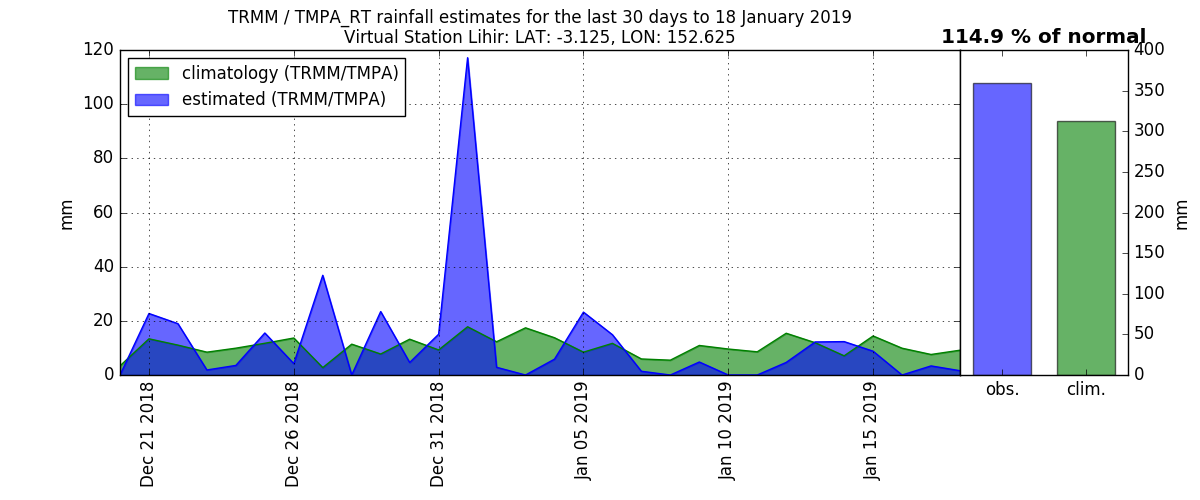 TRMM / TMPA_RT rainfall estimates for the last 30 days to 18 January 2019
Virtual Station Lihir: LAT: -3.125, LON: 152.625
114.9 % of normal
climatology (TRMM/TMPA)
estimated (TRMM/TMPA)
mm
120
100
80
60
40
20
0
Dec 21 2018
Dec 26 2018
Dec 31 2018
Jan 05 2019
Jan 10 2019
Jan 15 2019
400
350
300
250
200
150
100
50
0
mm
obs.
clim.